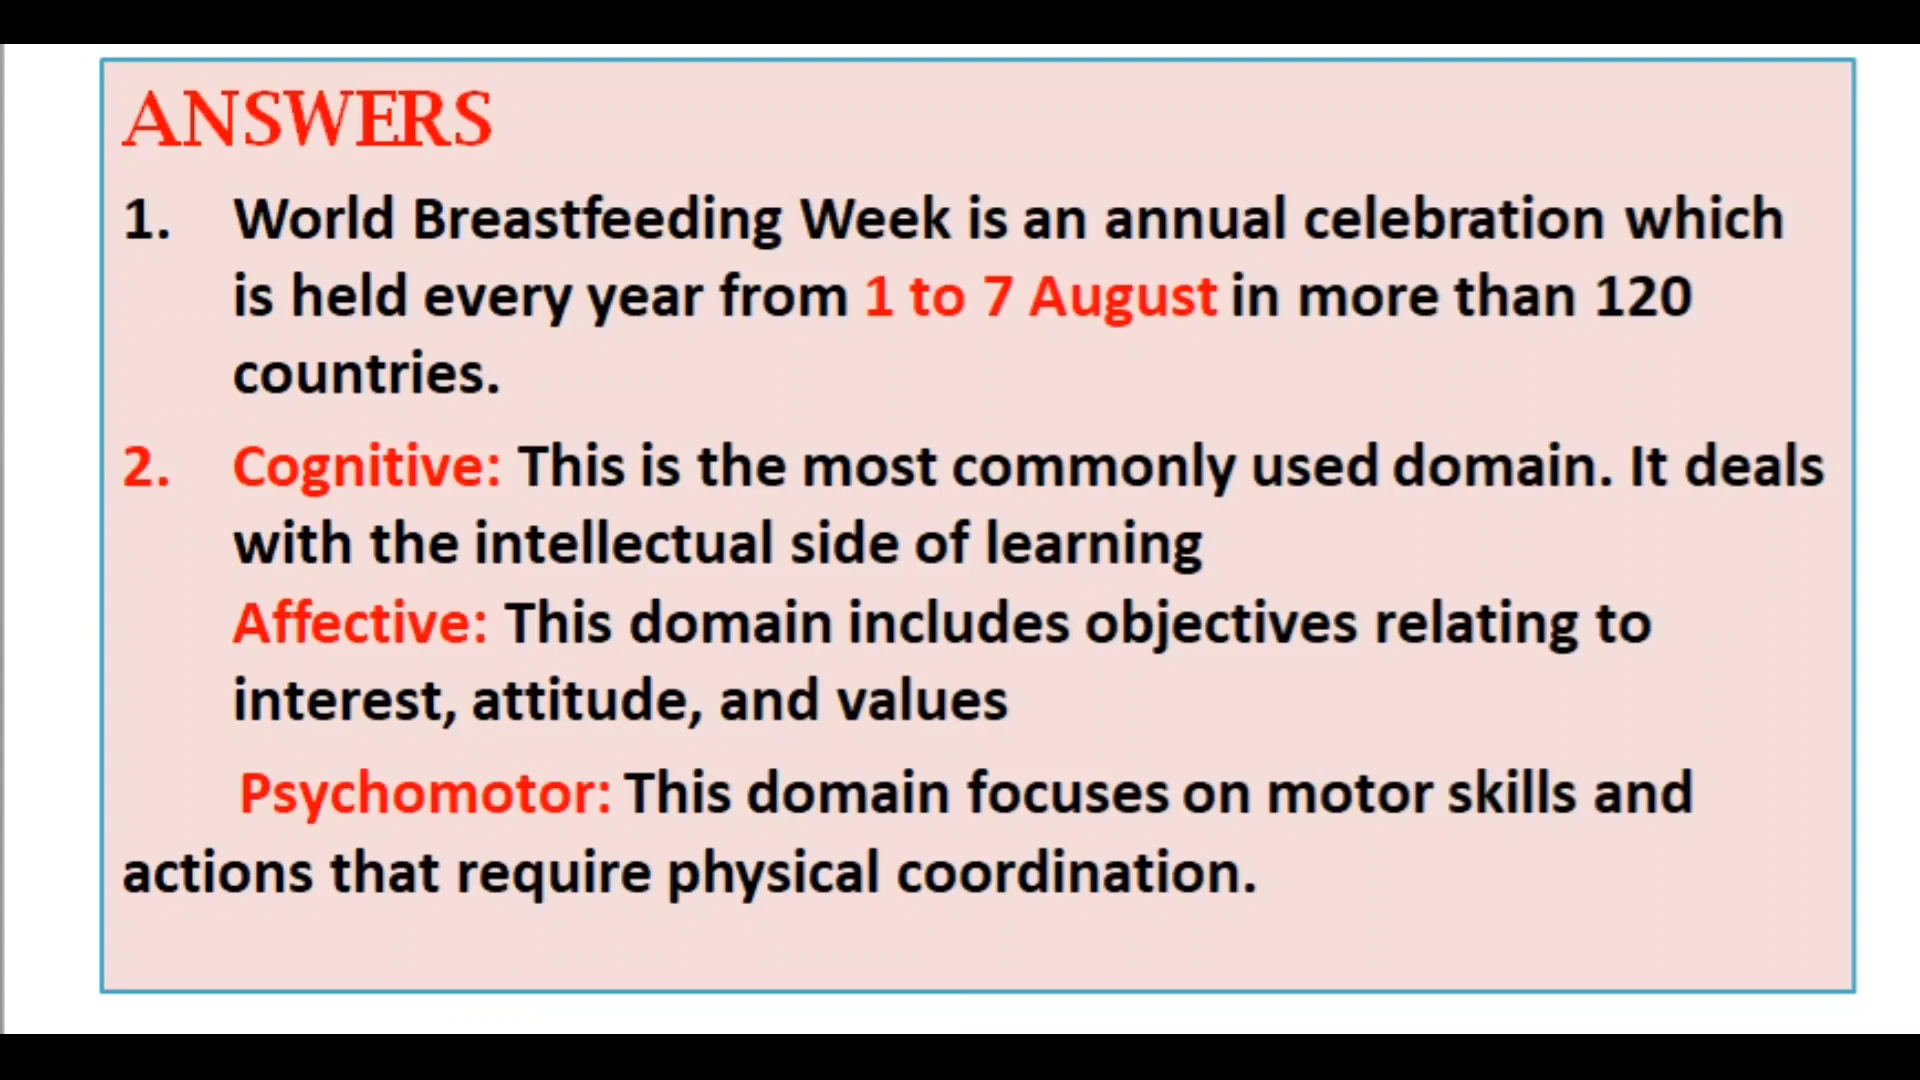 ANSWERS
1. World Breastfeeding Week is an annual celebration which
is held every year from 1 to 7 August in more than 120
countries.
2. Cognitive: This is the most commonly used domain. It deals
with the intellectual side of learning
Affective: This domain includes objectives relating to
interest, attitude, and values
Psychomotor: This domain focuses on motor skills and
actions that require physical coordination.